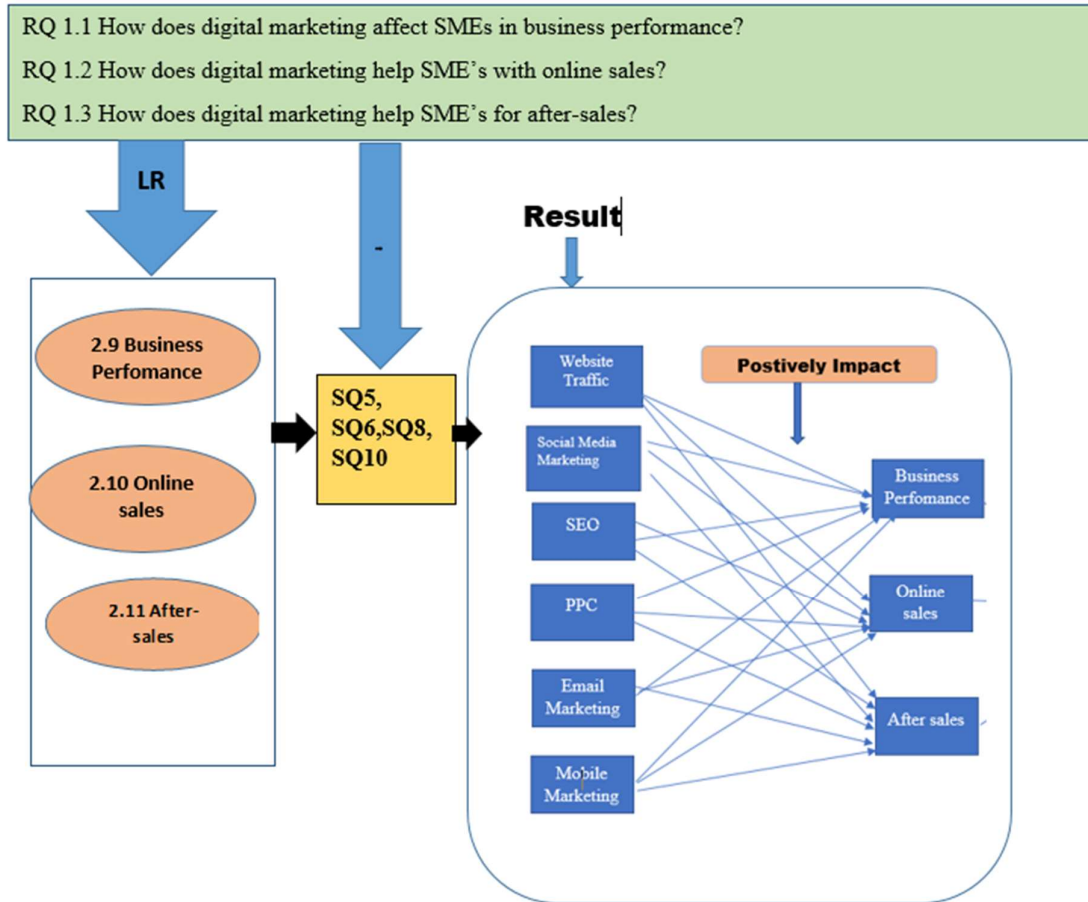 RQ 1.1 How does digital marketing affect SMEs in business performance?
RQ 1.2 How does digital marketing help SME’s with online sales?
RQ 1.3 How does digital marketing help SME’s for after-sales?
LR
-
Result
2.9 Business
Perfomance
2.10 Online
sales
2.11 After-
sales
SQ5,
SQ6,SQ8,
SQ10
Website
Traffic
Social Media
Marketing
SEO
PPC
Email
Marketing
Mobile
Marketing
Postively Impact
Business
Perfomance
Online
sales
After sales